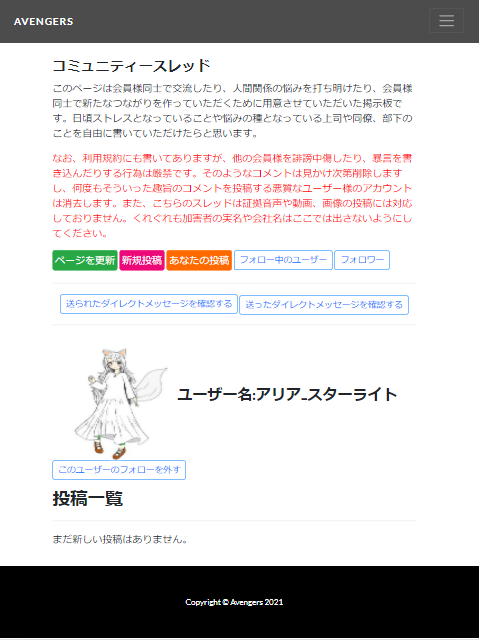 AVENGERS
コミュニティースレッド
このページは会員様同士で交流したり、人間関係の悩みを打ち明けたり、会員
様同士で新たなつながりを作っていただくために用意させていただいた掲示板で
す。日頃ストレスとなっていることや悩みの種となっている上司や同僚、部下の
ことを自由に書いていただけたらと思います。
なお、利用規約にも書いてありますが、他の会員様を誹謗中傷したり、暴言を書
き込んだりする行為は厳禁です。そのようなコメントは見かけ次第削除します
し、何度もそういった趣旨のコメントを投稿する悪質なユーザー様のアカウント
は消去します。また、こちらのスレッドは証拠音声や動画、画像の投稿には対応
しておりません。くれぐれも加害者の実名や会社名はここでは出さないようにし
てください。
ページを更新 新規投稿 あなたの投稿 フォロー中のユーザー フォロワー
送られたダイレクトメッセージを確認する 送ったダイレクトメッセージを確認する
ユーザー名:アリア_スターライト
このユーザーのフォローを外す
投稿一覧
まだ新しい投稿はありません。
Copyright © Avengers 2021